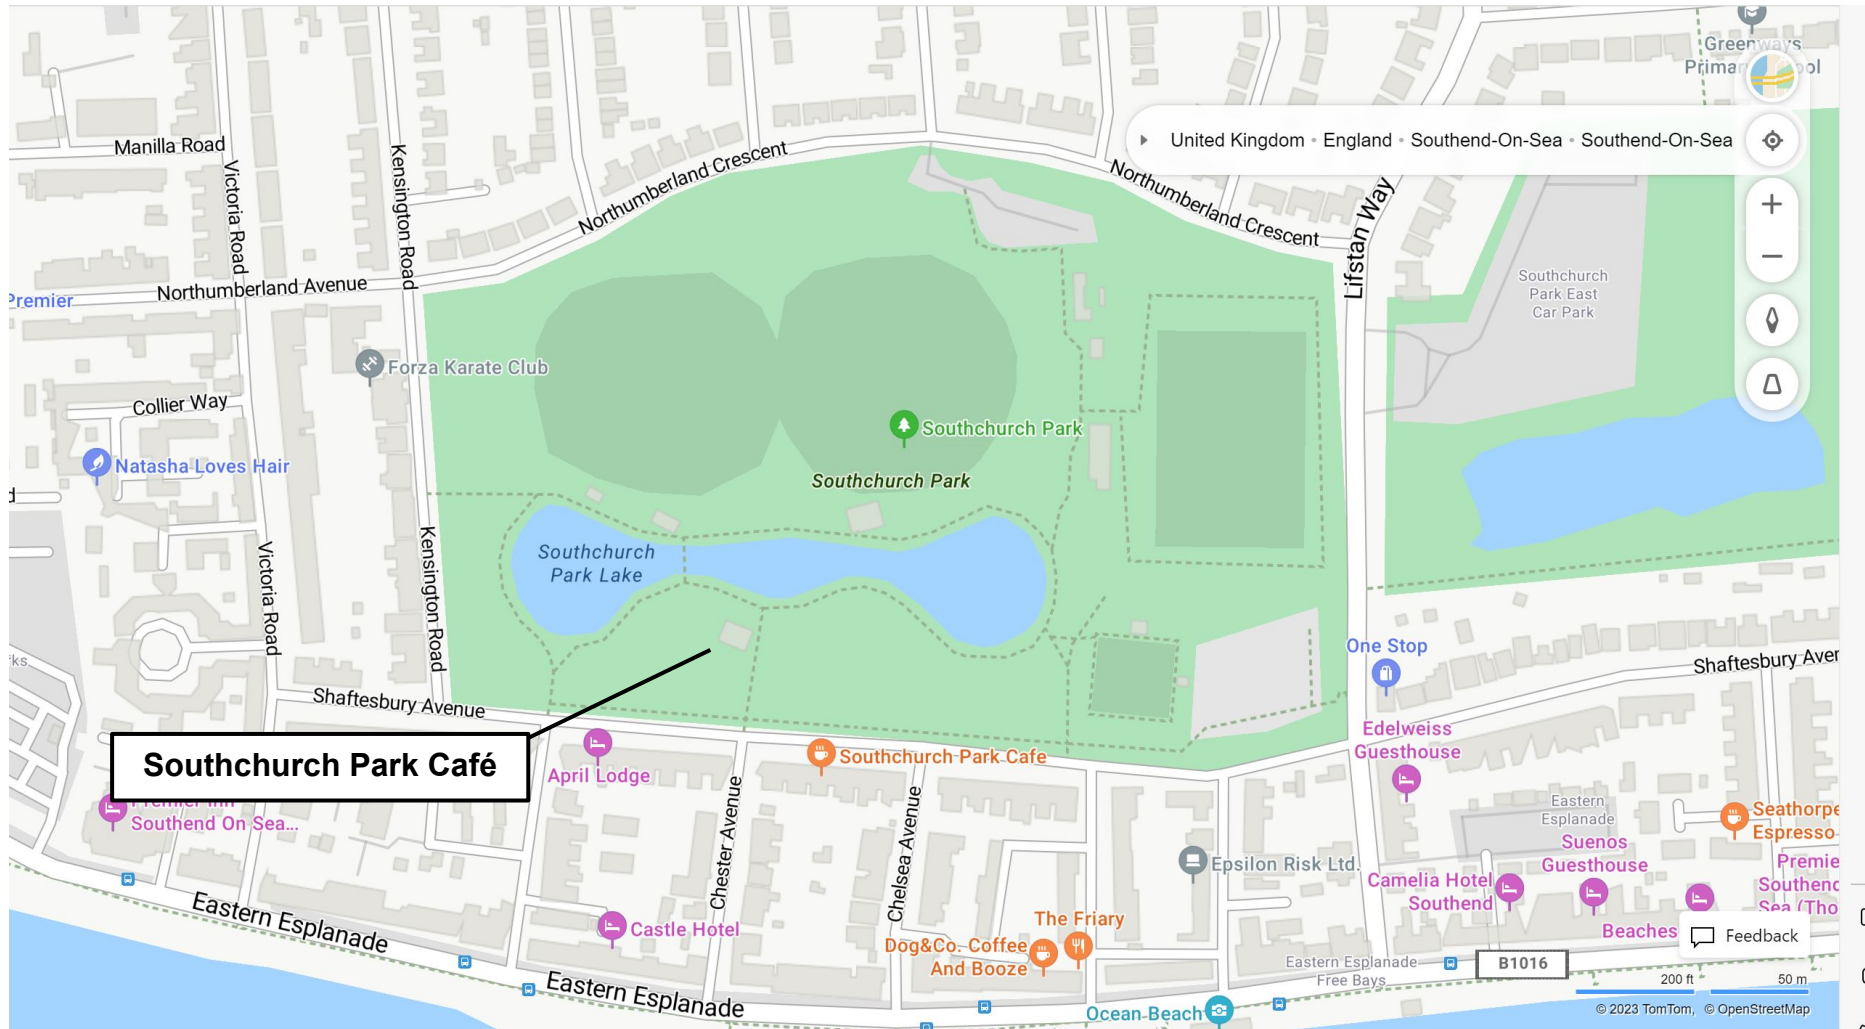 Greenways
Manilla Road
Victoria Road
Kensington Road
Northumberland Crescent
Northumberland Crescent
United Kingdom • England • Southend-On-Sea • Southend-On-Sea
Lifstan Way
Premier
Northumberland Avenue
Southchurch
Park East
Car Park
Forza Karate Club
Collier Way
Southchurch Park
Natasha Loves Hair
Southchurch Park
Southchurch
Park Lake
Kensington Road
Victoria Road
One Stop
Shaftesbury Aver
Shaftesbury Avenue
Southchurch Park Café
April Lodge
Southchurch Park Cafe
Edelweiss
Guesthouse
Southend On Sea...
Chester Avenue
Chelsea Avenue
Eastern
Esplanade
Seathorpe
Espresso
Epsilon Risk Ltd.
Suenos
Guesthouse
Camelia Hotel
Southend
Premie
Southend
Sea (Tho
Eastern Esplanade
Castle Hotel
The Friary
Dog&Co. Coffee
And Booze
Beaches
Feedback
Eastern Esplanade
Free Bays
B1016
Eastern Esplanade
200 ft 50 m
Ocean Beach
© 2023 TomTom, © OpenStreetMap